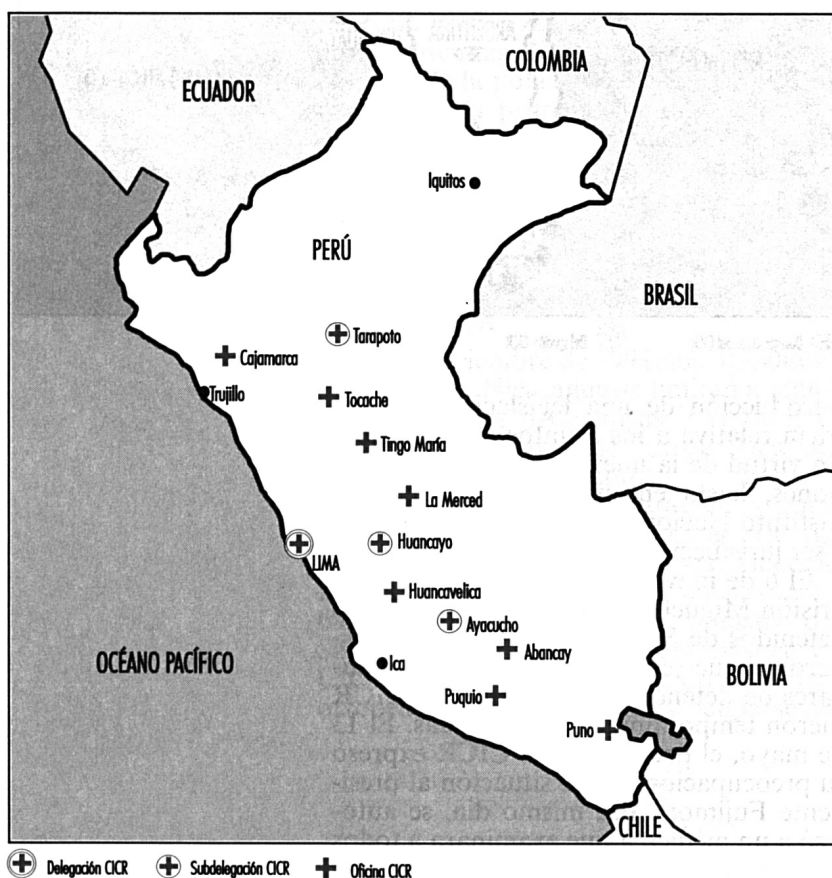 COLOMBIA
ECUADOR
Iquitos
PERÚ
BRASIL
Tarapoto
Cajamarca
Trujillo
Tocache
Tingo María
La Merced
Huancayo
LIMA
Huancavelica
Ayacucho
Abancay
OCÉANO PACÍFICO
Ica
BOLIVIA
Puquio
Puno
CHILE
Delegación CICR Subdelegación CICR Oficina CICR